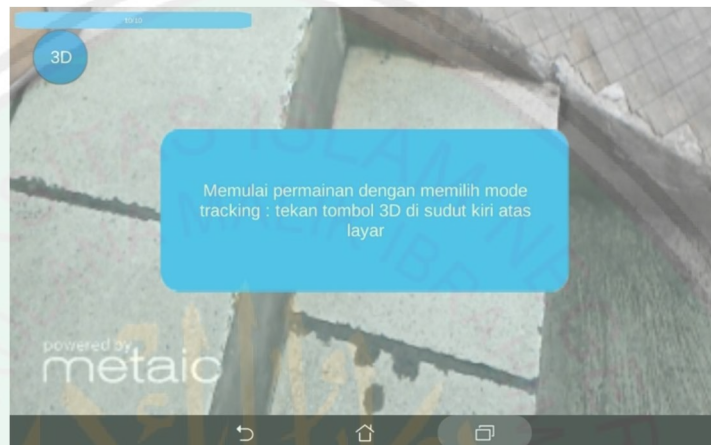 3D
Memulai permainan dengan memilih mode
tracking : tekan tombol 3D di sudut kiri atas
layar
powered by
metaio